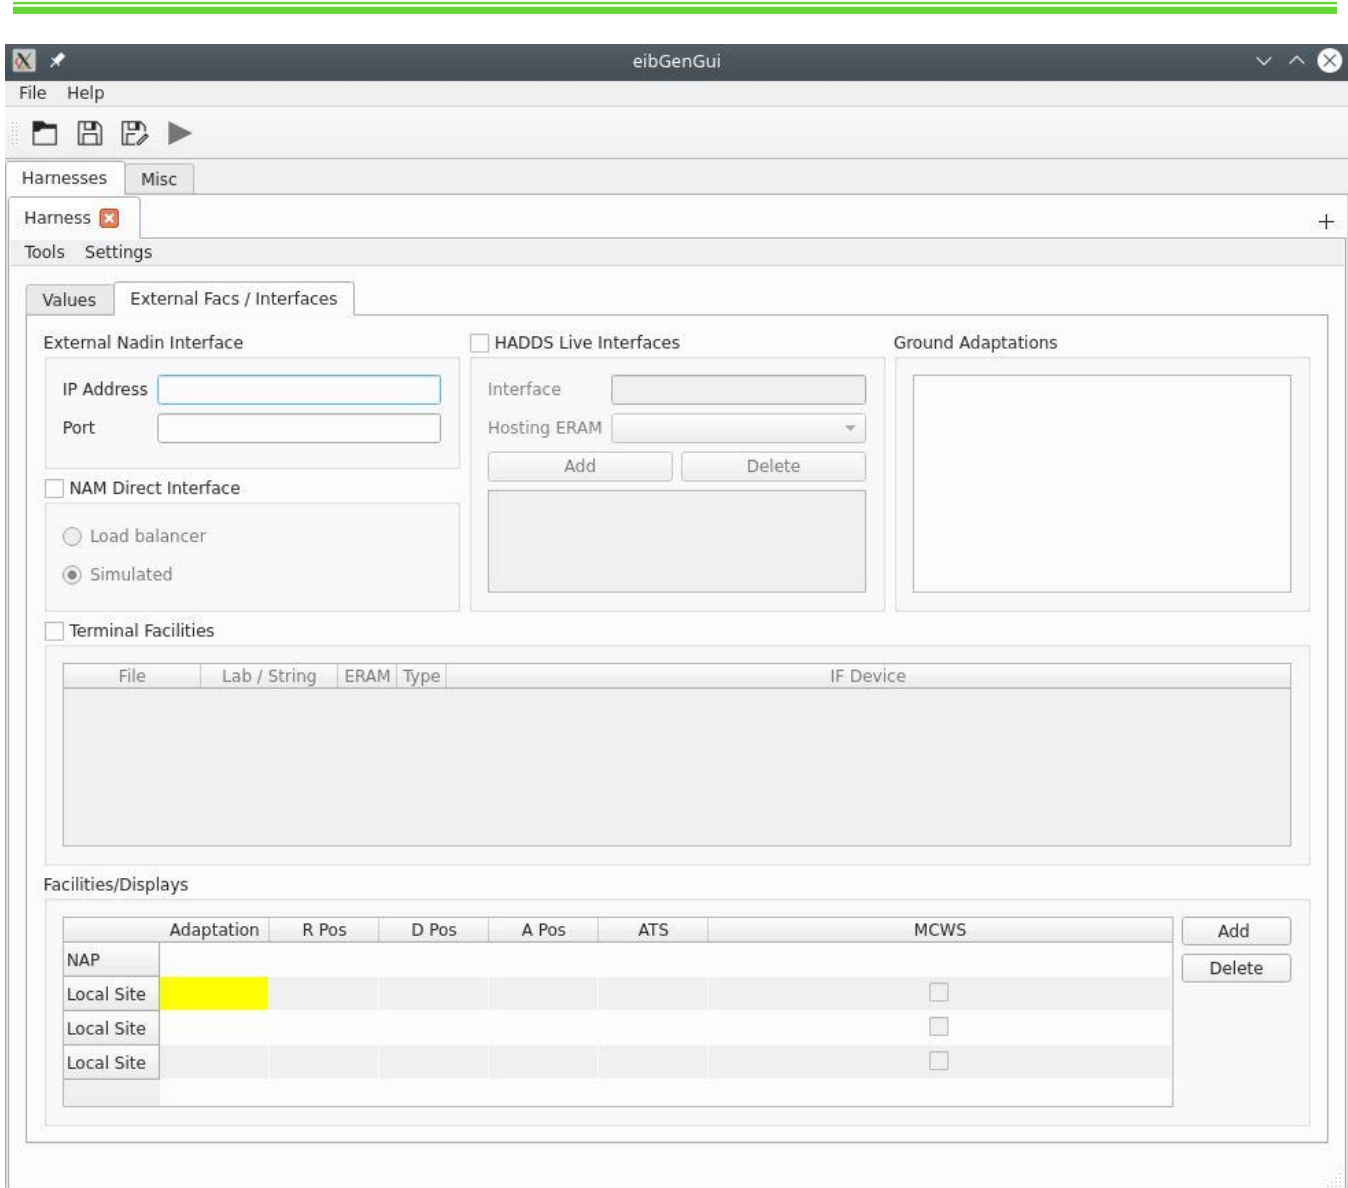 eibGenGui
File Help
Harnesses Misc
Harness
Tools Settings
Values External Facs / Interfaces
External Nadin Interface
IP Address
Port
NAM Direct Interface
Load balancer
Simulated
HADDS Live Interfaces
Interface
Hosting ERAM
Add Delete
Ground Adaptations
Terminal Facilities
File Lab / String ERAM Type IF Device
Facilities/Displays
Adaptation R Pos D Pos A Pos ATS MCWS
NAP
Local Site
Local Site
Local Site
Add
Delete